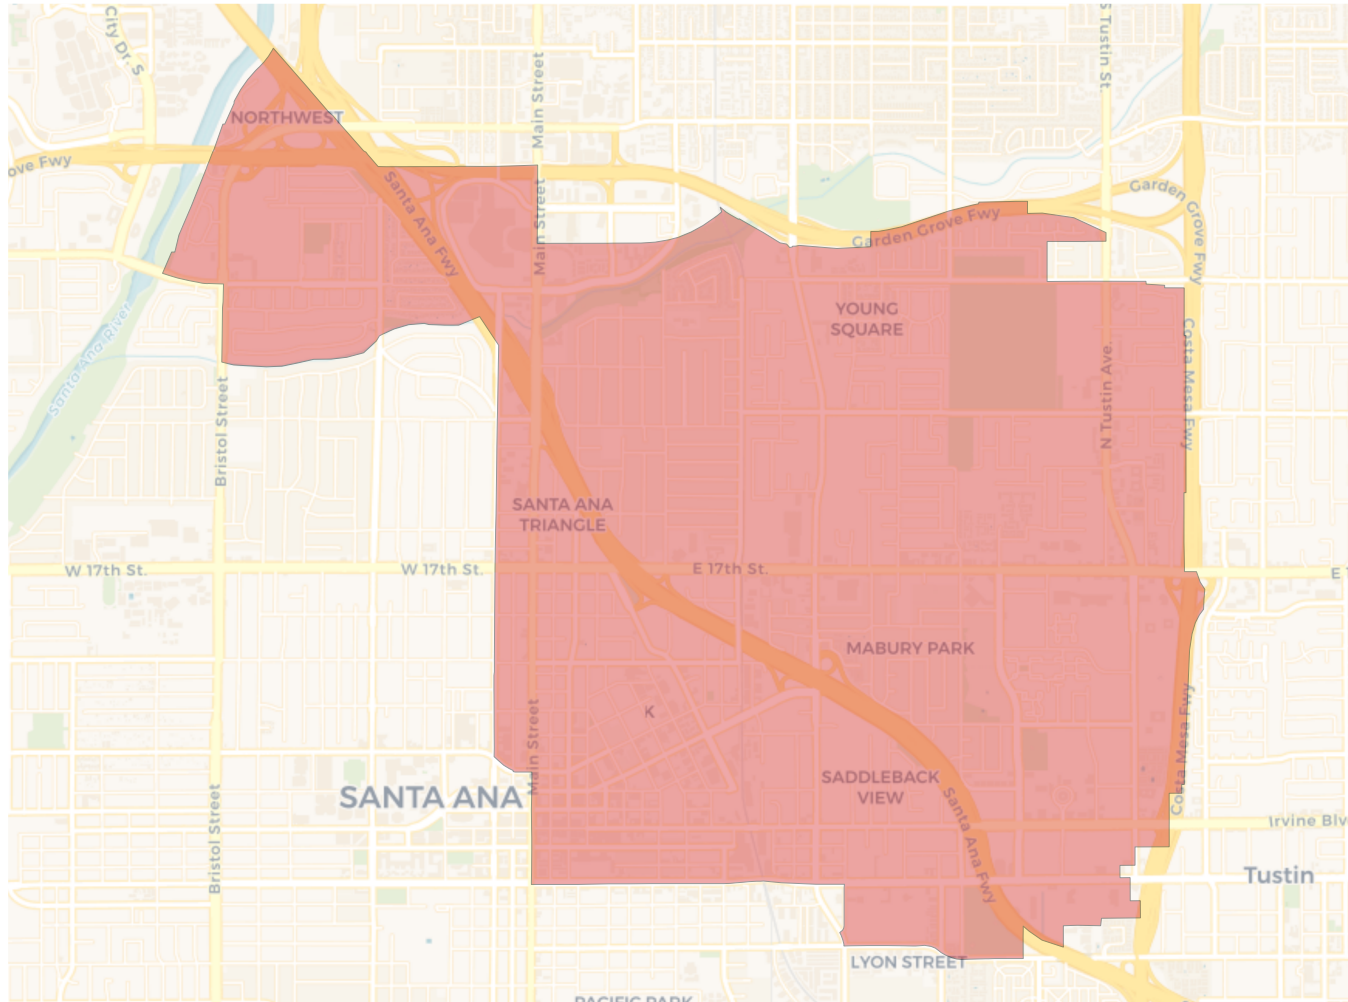 City Dr. S
Main Street
S Tustin St.
NORTHWEST
ove Fwy
Santa Ana Fwy
Main Street
Garden Grove Fwy
Garden Grove Fwy
Santa Ana River
YOUNG
SQUARE
Costa Mesa Fwy
N Tustin Ave.
Bristol Street
SANTA ANA
TRIANGLE
W 17th St.
W 17th St.
E 17th St.
E 1
MABURY PARK
K
Main Street
Costa Mesa Fwy
SANTA ANA
SADDLEBACK
VIEW
Santa Ana Fwy
Bristol Street
Irvine Blv
Tustin
LYON STREET
PACIFIC PARK